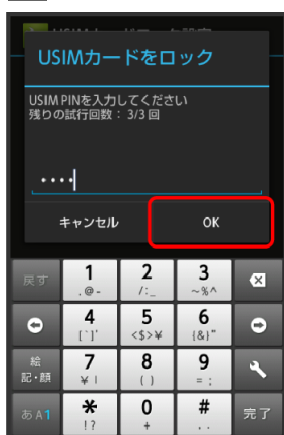 USIMカードをロック
USIM PINを入力してください
残りの試行回数：3/3 回
････
キャンセル
OK
戻す
1
.@-
2
/:_
3
~%^
4
[`]'
5
<$>¥
6
{&}"
絵
記・顔
7
¥|
8
( )
9
= ;
あA1
*
!?
0
+
#
完了